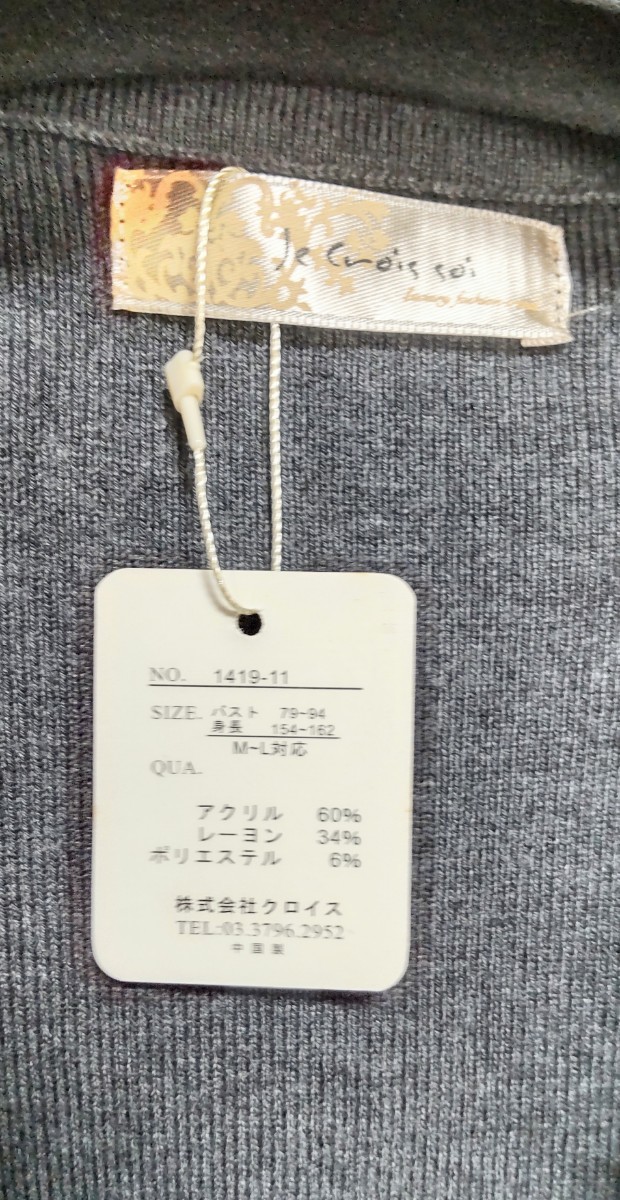 Je Crois soi
Luxury fashion
NO. 1419-11
SIZE. バスト 79~94
身長 154~162
M~L対応
QUA.
アクリル 60%
レーヨン 34%
ポリエステル 6%
株式会社クロイス
TEL:03.3796.2952
中国製